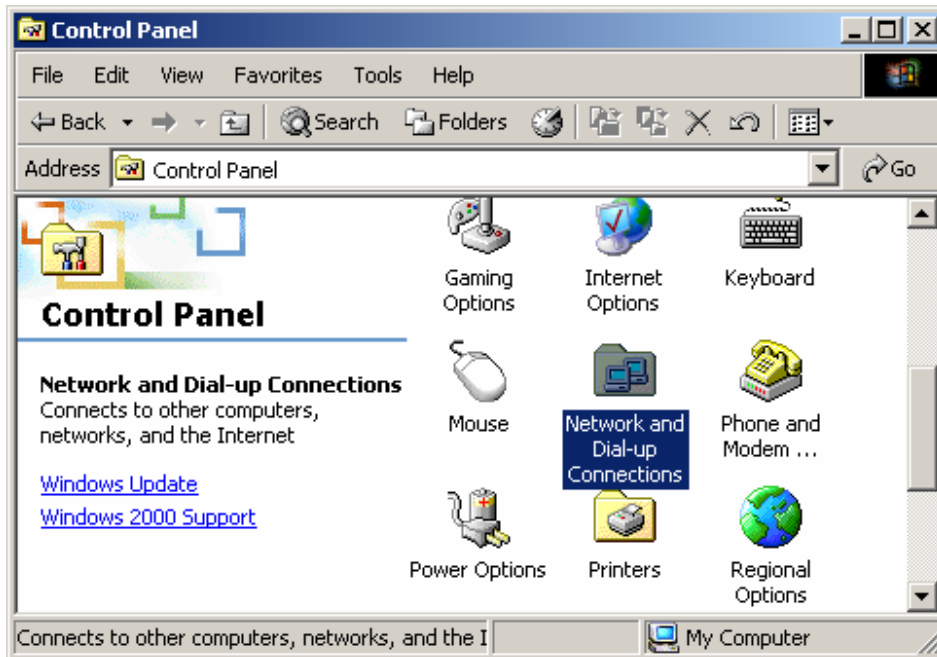 Control Panel
File Edit View Favorites Tools Help
Back Search Folders
Address Control Panel Go
Control Panel
Network and Dial-up Connections
Connects to other computers,
networks, and the Internet
Windows Update
Windows 2000 Support
Gaming
Options
Internet
Options
Keyboard
Mouse
Network and
Dial-up
Connections
Phone and
Modem ...
Power Options
Printers
Regional
Options
Connects to other computers, networks, and the I
My Computer